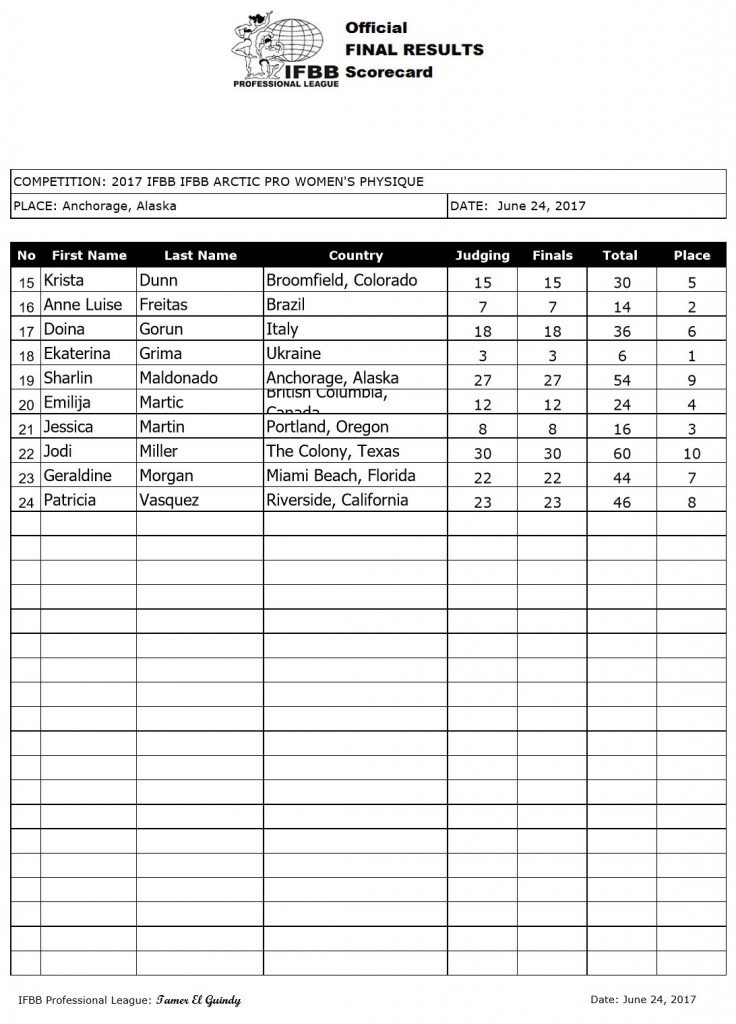 Official
FINAL RESULTS
IFBB Scorecard
PROFESSIONAL LEAGUE
COMPETITION: 2017 IFBB IFBB ARCTIC PRO WOMEN'S PHYSIQUE
PLACE: Anchorage, Alaska DATE: June 24, 2017
No First Name Last Name Country Judging Finals Total Place
15 Krista Dunn Broomfield, Colorado 15 15 30 5
16 Anne Luise Freitas Brazil 7 7 14 2
17 Doina Gorun Italy 18 18 36 6
18 Ekaterina Grima Ukraine 3 3 6 1
19 Sharlin Maldonado Anchorage, Alaska 27 27 54 9
20 Emilija Martic British Columbia, Canada 12 12 24 4
21 Jessica Martin Portland, Oregon 8 8 16 3
22 Jodi Miller The Colony, Texas 30 30 60 10
23 Geraldine Morgan Miami Beach, Florida 22 22 44 7
24 Patricia Vasquez Riverside, California 23 23 46 8
IFBB Professional League: Tamer El Guindy Date: June 24, 2017